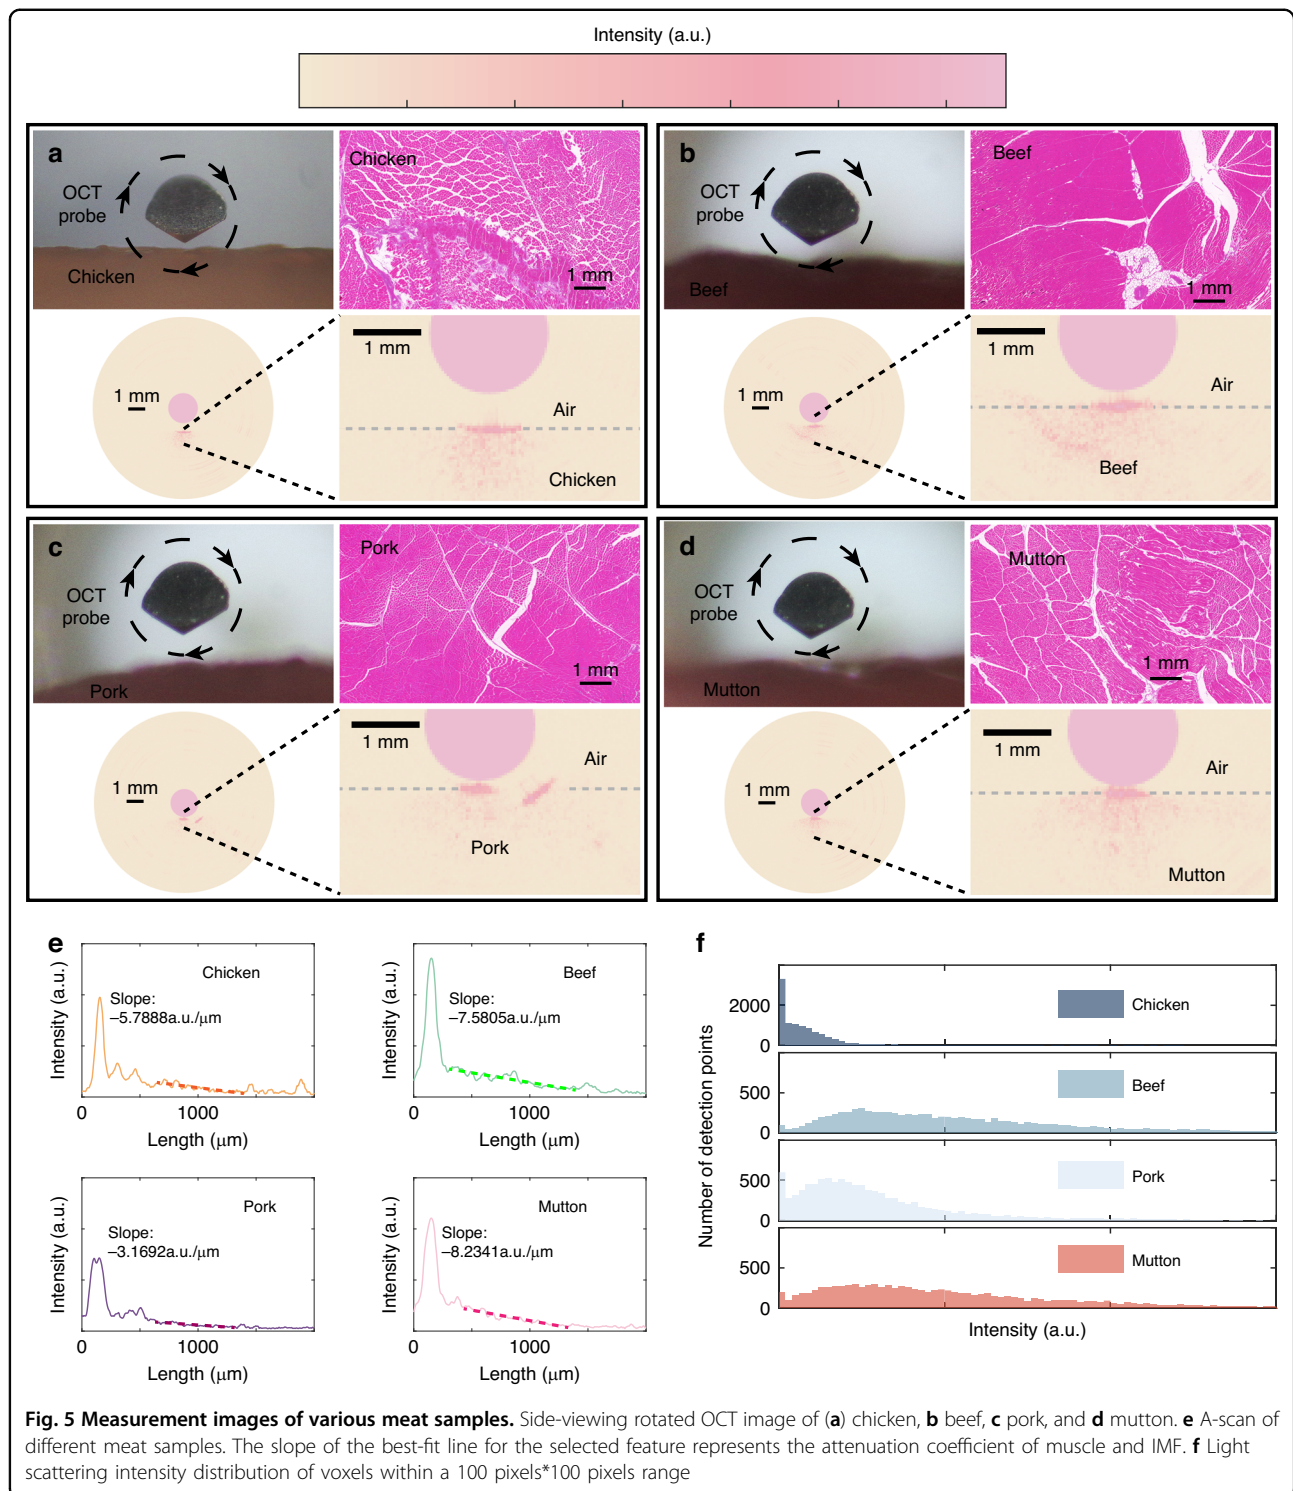 Intensity (a.u.)
a
Chicken
OCT
probe
Chicken
1 mm
1 mm
1 mm
Air
Chicken
b
Beef
OCT
probe
Beef
1 mm
1 mm
1 mm
Air
Beef
c
Pork
OCT
probe
Pork
1 mm
1 mm
1 mm
Air
Pork
d
Mutton
OCT
probe
Mutton
1 mm
1 mm
1 mm
Air
Mutton
e
Intensity (a.u.)
Chicken
Slope:
–5.7888a.u./μm
0 1000
Length (μm)
Intensity (a.u.)
Beef
Slope:
–7.5805a.u./μm
0 1000
Length (μm)
Intensity (a.u.)
Pork
Slope:
–3.1692a.u./μm
0 1000
Length (μm)
Intensity (a.u.)
Mutton
Slope:
–8.2341a.u./μm
0 1000
Length (μm)
f
Number of detection points
2000
0
Chicken
500
0
Beef
500
0
Pork
500
0
Mutton
Intensity (a.u.)
Fig. 5 Measurement images of various meat samples. Side-viewing rotated OCT image of (a) chicken, b beef, c pork, and d mutton. e A-scan of
different meat samples. The slope of the best-fit line for the selected feature represents the attenuation coefficient of muscle and IMF. f Light
scattering intensity distribution of voxels within a 100 pixels*100 pixels range